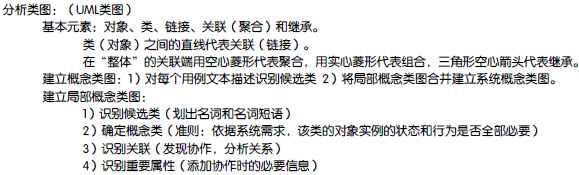 分析类图：（UML类图）
基本元素：对象、类、链接、关联（聚合）和继承。
类（对象）之间的直线代表关联（链接）。
在“整体”的关联端用空心菱形代表聚合，用实心菱形代表组合，三角形空心箭头代表继承。
建立概念类图：1）对每个用例文本描述识别候选类 2）将局部概念类图合并建立系统概念类图。
建立局部概念类图：
1）识别候选类（划出名词和名词短语）
2）确定概念类（准则：依据系统需求，该类的对象实例的状态和行为是否全部必要）
3）识别关联（发现协作，分析关系）
4）识别重要属性（添加协作时的必要信息）